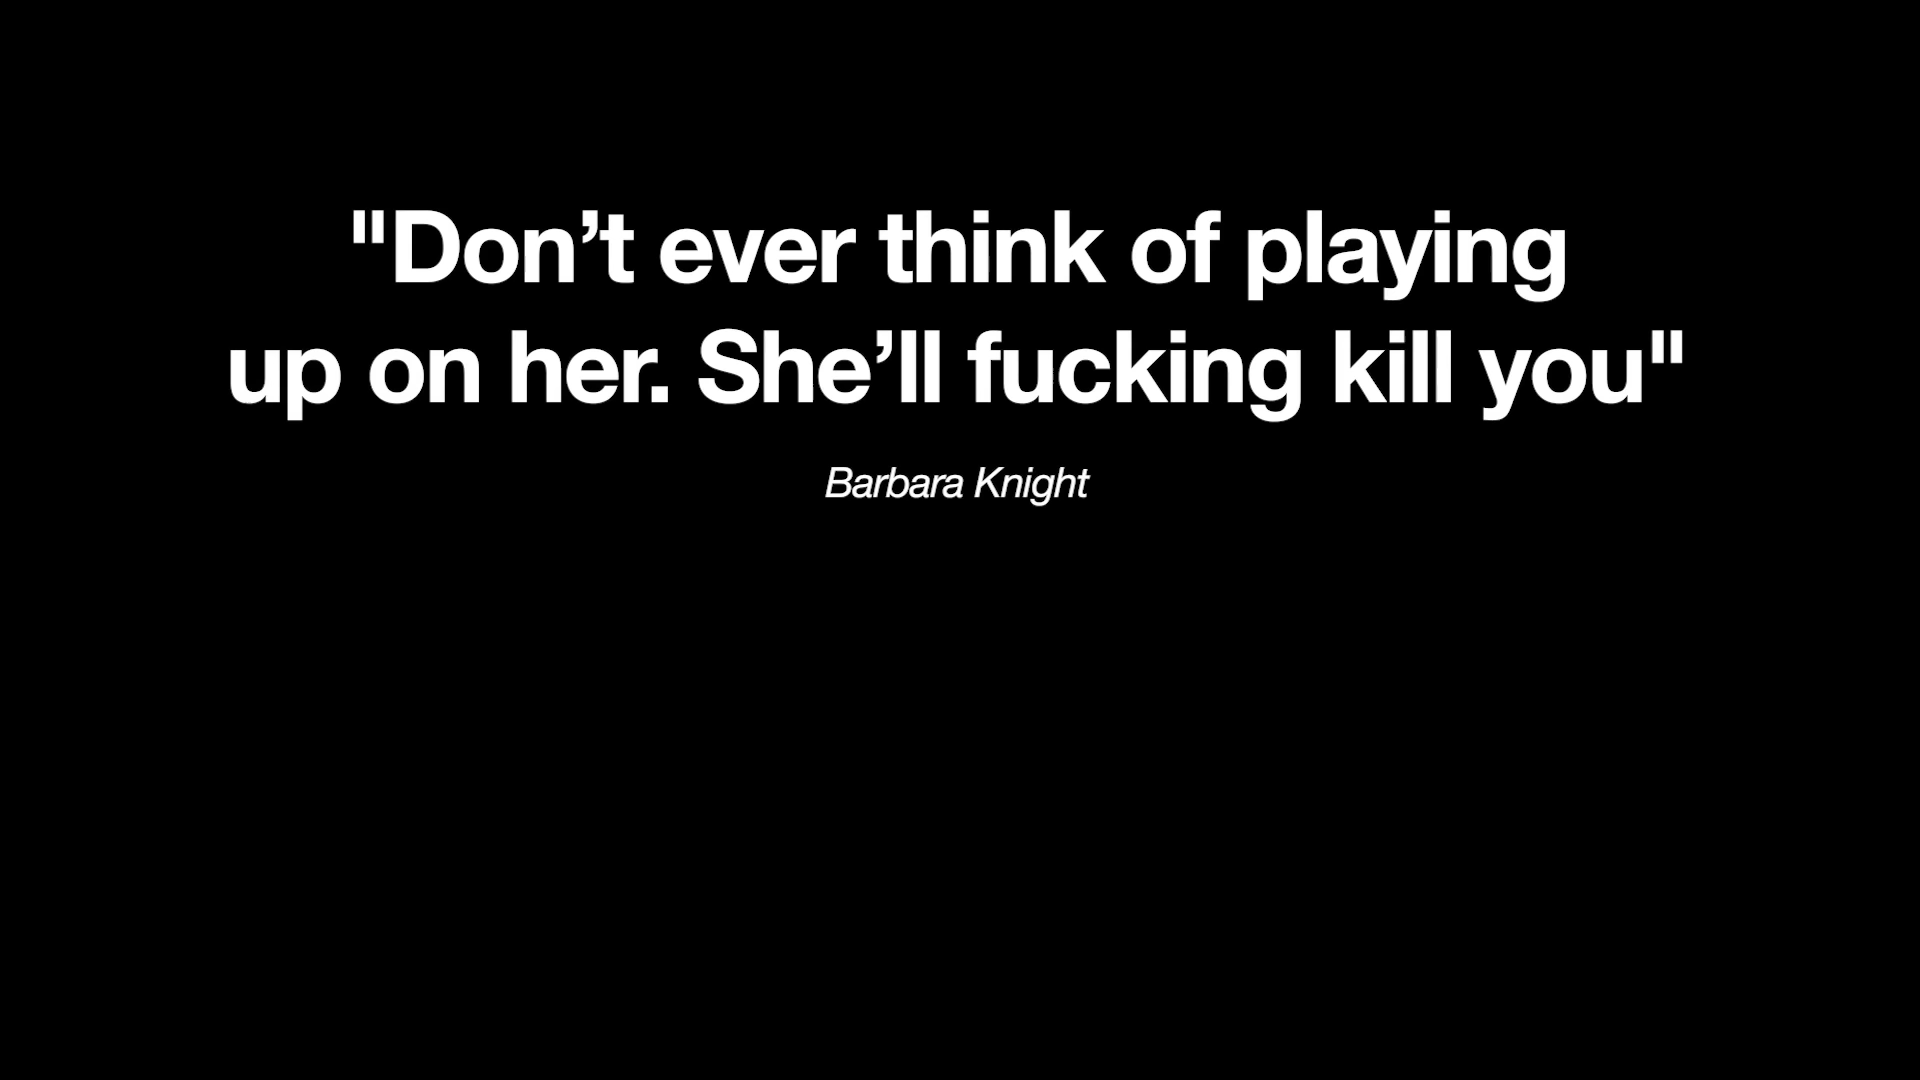 "Don’t ever think of playing
up on her. She’ll fucking kill you"
Barbara Knight